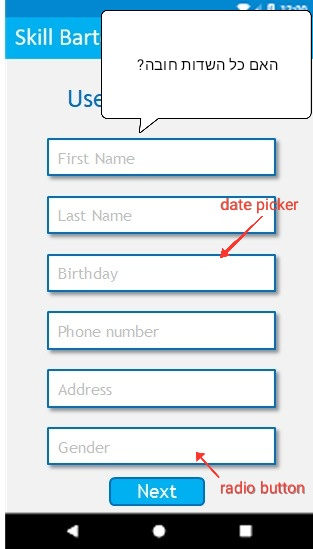 Skill Bart
האם כל השדות חובה?
Use
First Name
Last Name
date picker
Birthday
Phone number
Address
Gender
radio button
Next